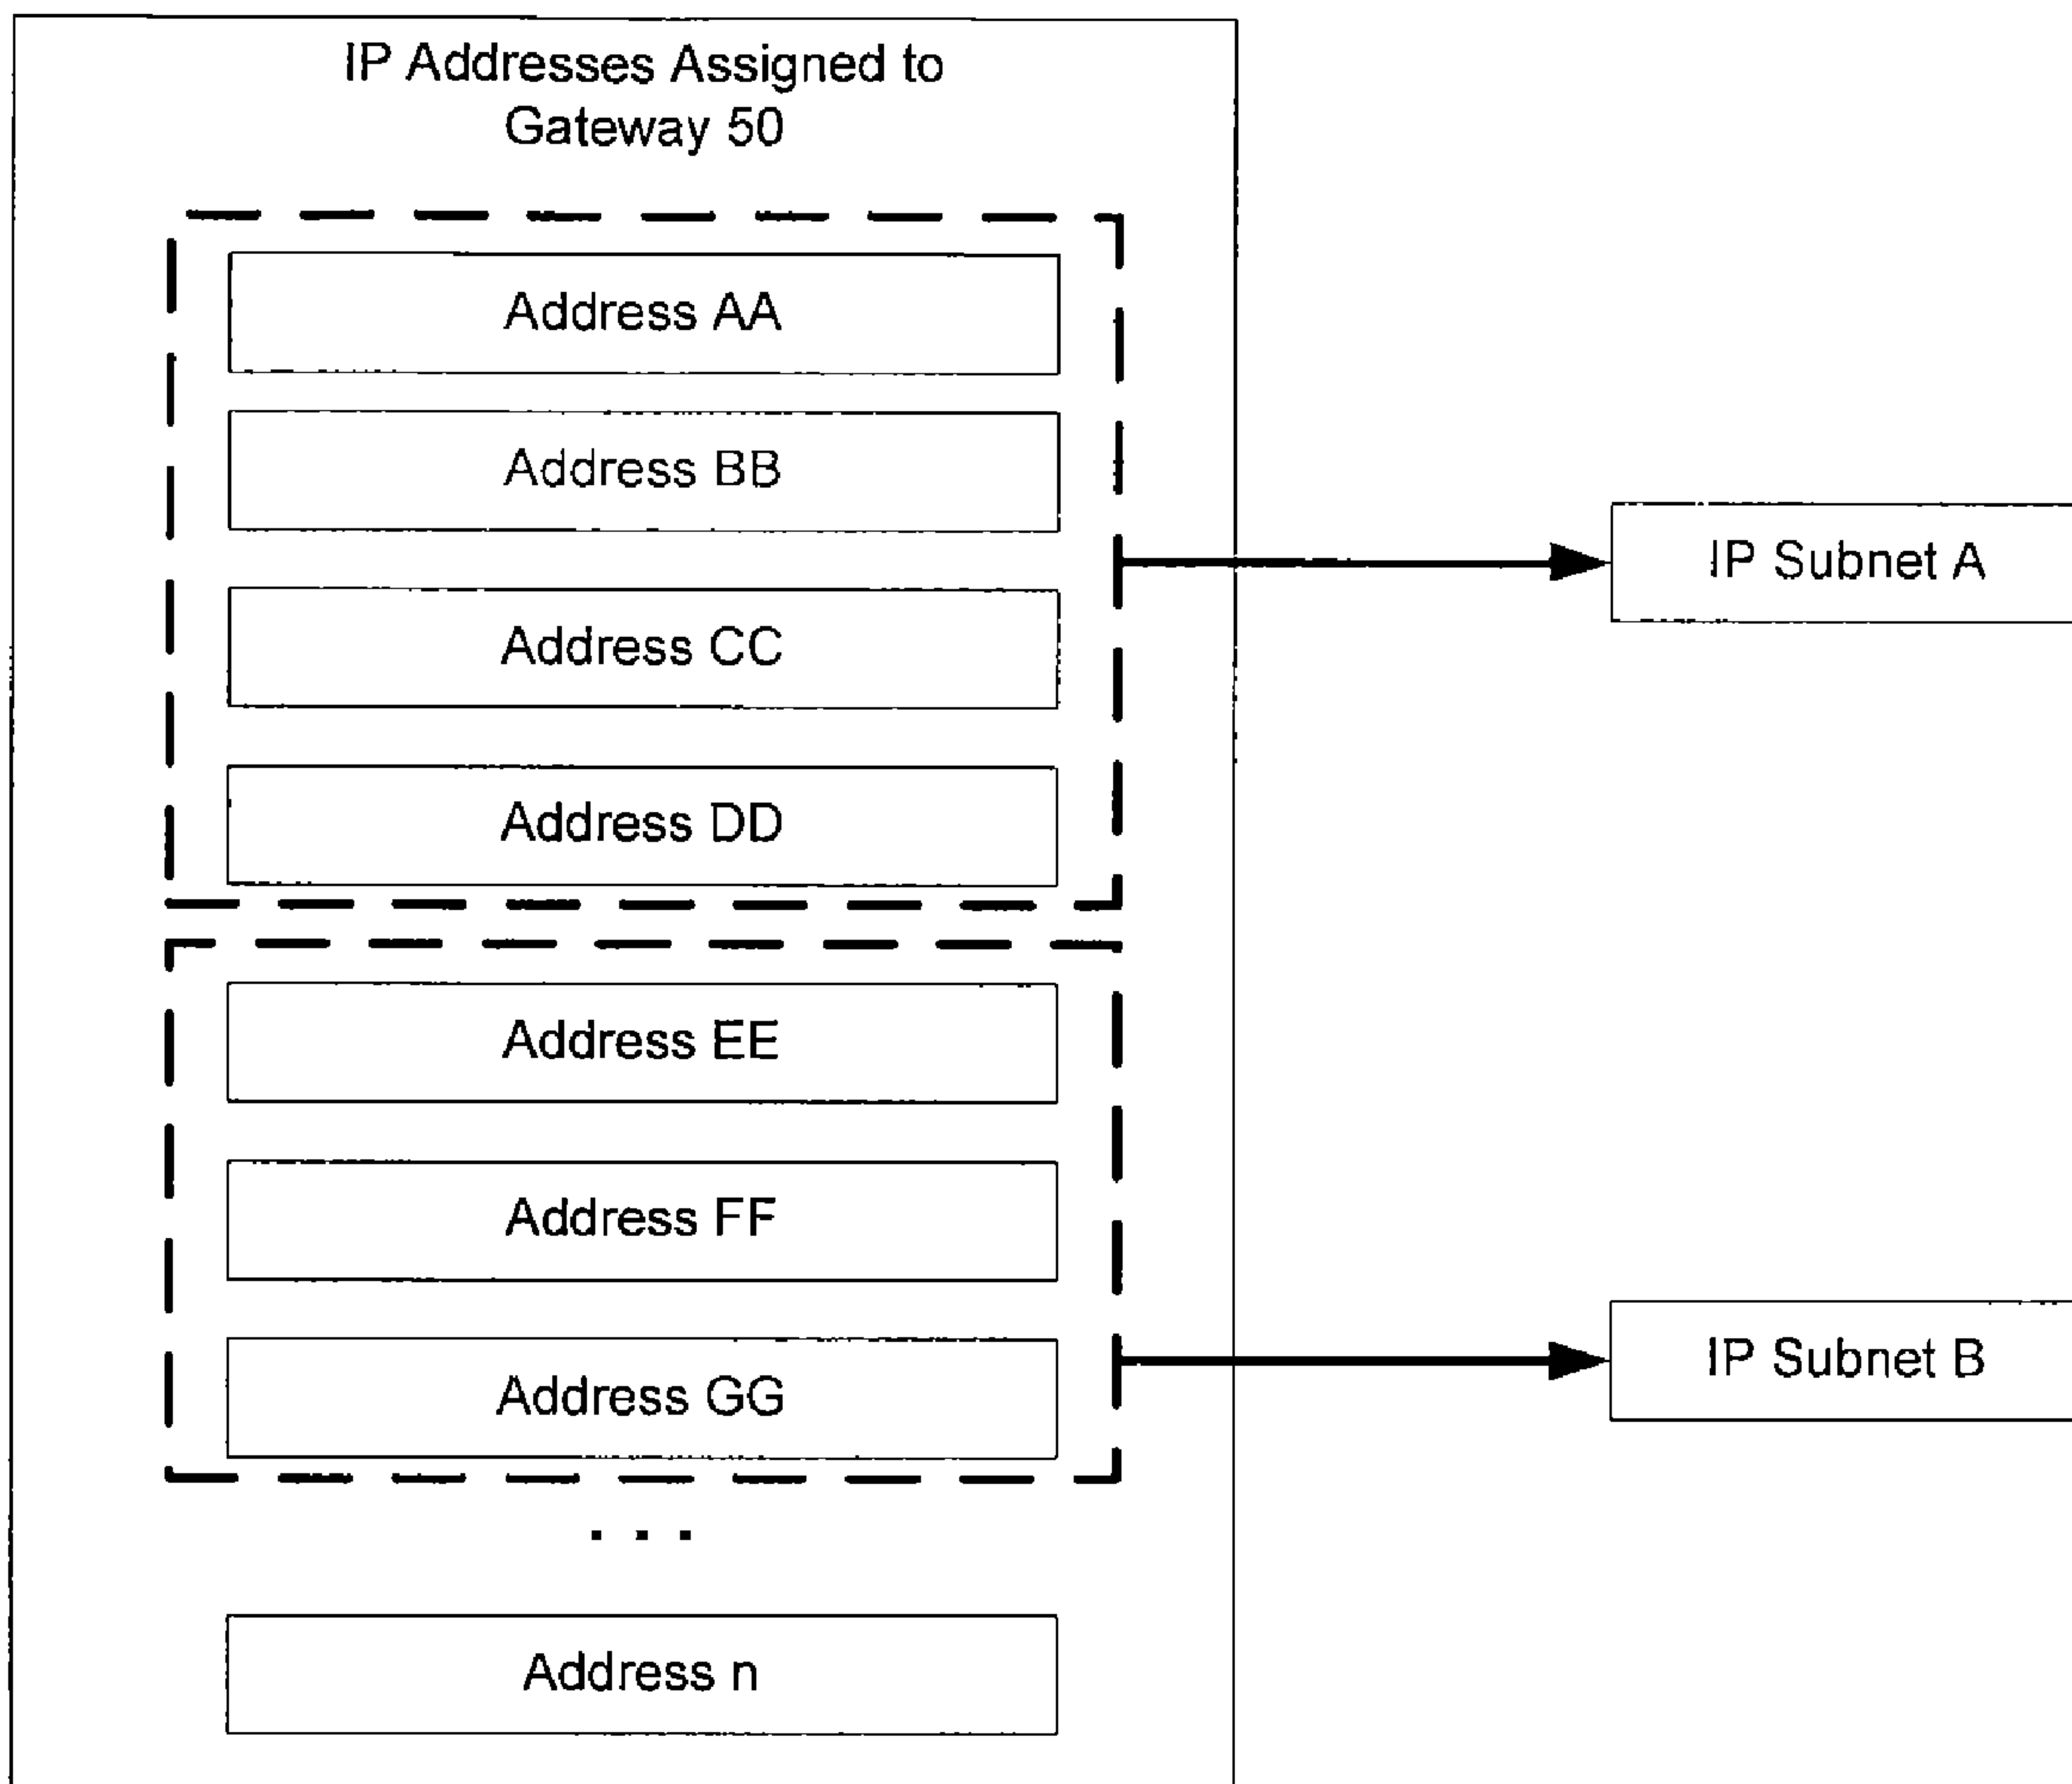 IP Addresses Assigned to
Gateway 50
Address AA
Address BB
IP Subnet A
Address CC
Address DD
Address EE
Address FF
IP Subnet B
Address GG
. . .
Address n